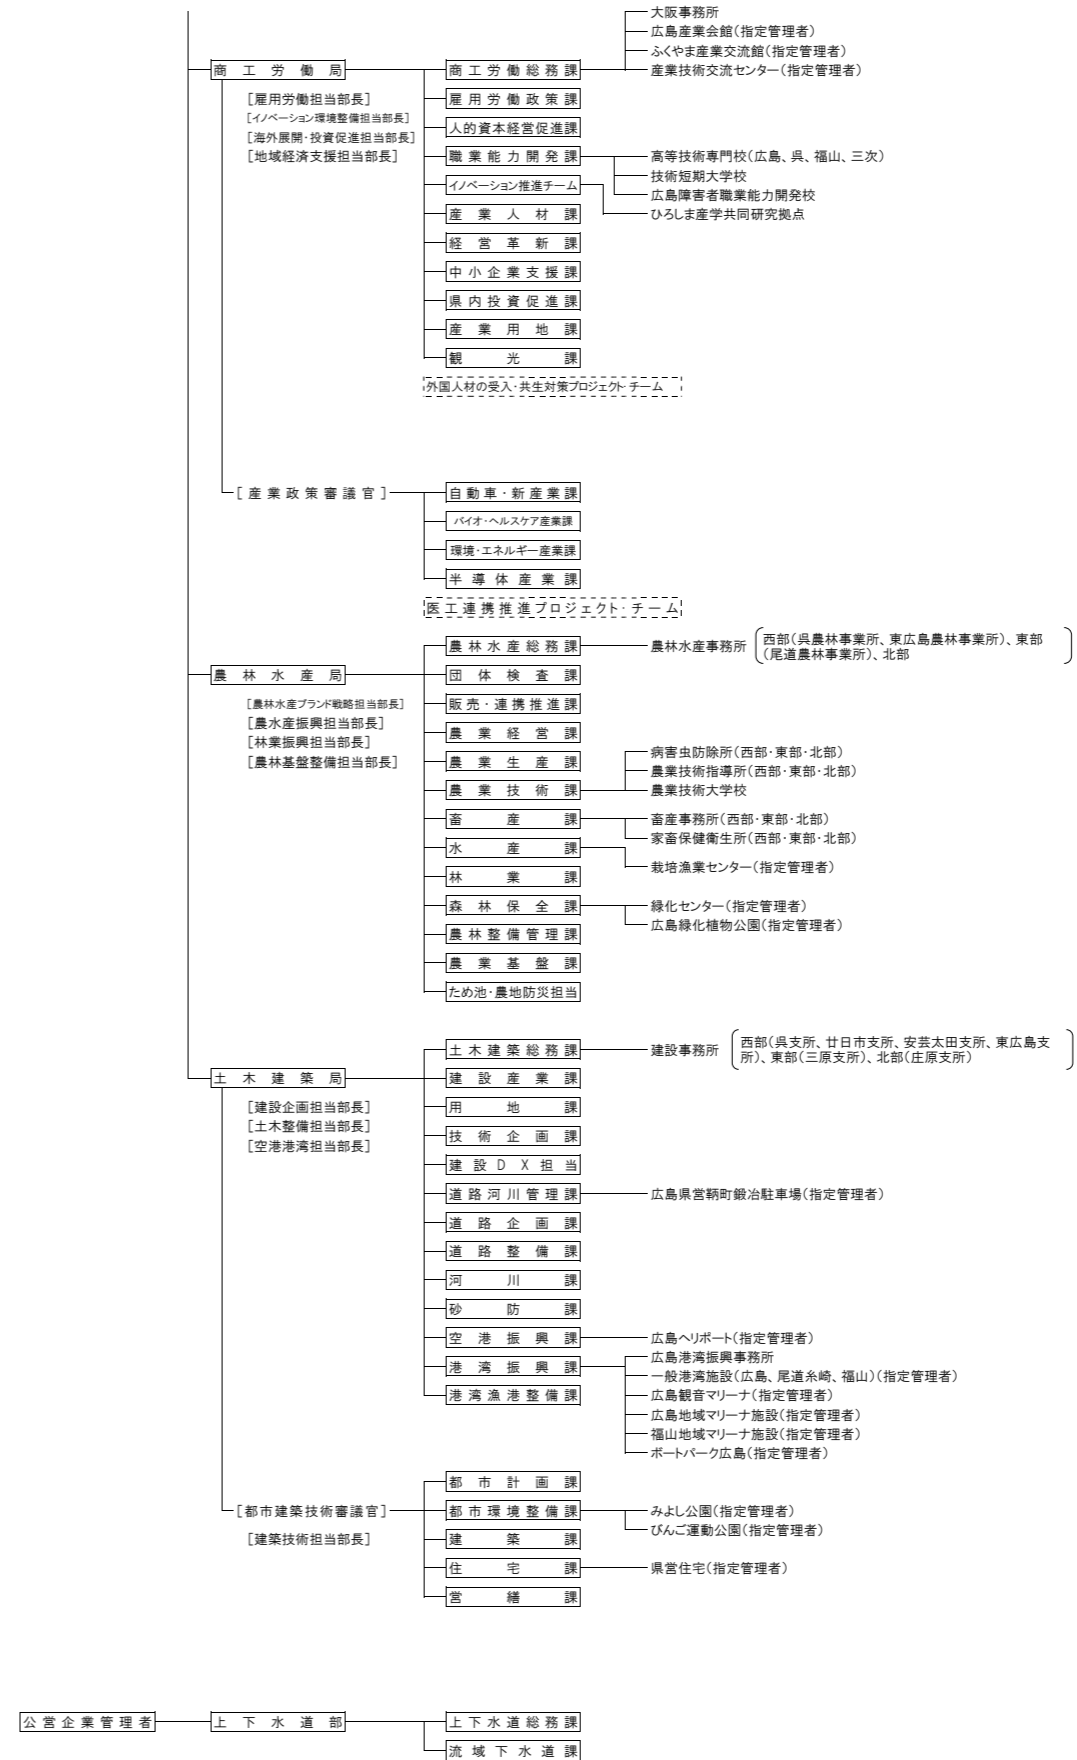 大阪事務所
広島産業会館（指定管理者）
ふくやま産業交流館（指定管理者）
商工労働局 商工労働総務課 産業技術交流センター（指定管理者）
［雇用労働担当部長］ 雇用労働政策課
［イノベーション環境整備担当部長］
人的資本経営促進課
［海外展開・投資促進担当部長］
［地域経済支援担当部長］ 職業能力開発課 高等技術専門校（広島、呉、福山、三次）
技術短期大学校
イノベーション推進チーム
広島障害者職業能力開発校
産業人材課 ひろしま産学共同研究拠点
経営革新課
中小企業支援課
県内投資促進課
産業用地課
観光課
外国人材の受入・共生対策プロジェクト・チーム
［産業政策審議官］ 自動車・新産業課
バイオ・ヘルスケア産業課
環境・エネルギー産業課
半導体産業課
医工連携推進プロジェクト・チーム
農林水産総務課 農林水産事務所 西部（呉農林事業所、東広島農林事業所）、東部
（尾道農林事業所）、北部
農林水産局 団体検査課
［農林水産ブランド戦略担当部長］ 販売・連携推進課
［農水産振興担当部長］
農業経営課
［林業振興担当部長］
病害虫防除所（西部・東部・北部）
［農林基盤整備担当部長］ 農業生産課
農業技術指導所（西部・東部・北部）
農業技術課 農業技術大学校
畜産課 畜産事務所（西部・東部・北部）
家畜保健衛生所（西部・東部・北部）
水産課
栽培漁業センター（指定管理者）
林業課
森林保全課 緑化センター（指定管理者）
広島緑化植物公園（指定管理者）
農林整備管理課
農業基盤課
ため池・農地防災担当
土木建築総務課 建設事務所 西部（呉支所、廿日市支所、安芸太田支所、東広島支
所）、東部（三原支所）、北部（庄原支所）
土木建築局 建設産業課
［建設企画担当部長］ 用地課
［土木整備担当部長］
技術企画課
［空港港湾担当部長］
建設ＤＸ担当
道路河川管理課 広島県営鞆町鍛冶駐車場（指定管理者）
道路企画課
道路整備課
河川課
砂防課
空港振興課 広島ヘリポート（指定管理者）
広島港湾振興事務所
港湾振興課
一般港湾施設（広島、尾道糸崎、福山）（指定管理者）
港湾漁港整備課 広島観音マリーナ（指定管理者）
広島地域マリーナ施設（指定管理者）
福山地域マリーナ施設（指定管理者）
ボートパーク広島（指定管理者）
都市計画課
［都市建築技術審議官］ 都市環境整備課 みよし公園（指定管理者）
びんご運動公園（指定管理者）
［建築技術担当部長］ 建築課
住宅課 県営住宅（指定管理者）
営繕課
公営企業管理者 上下水道部 上下水道総務課
流域下水道課